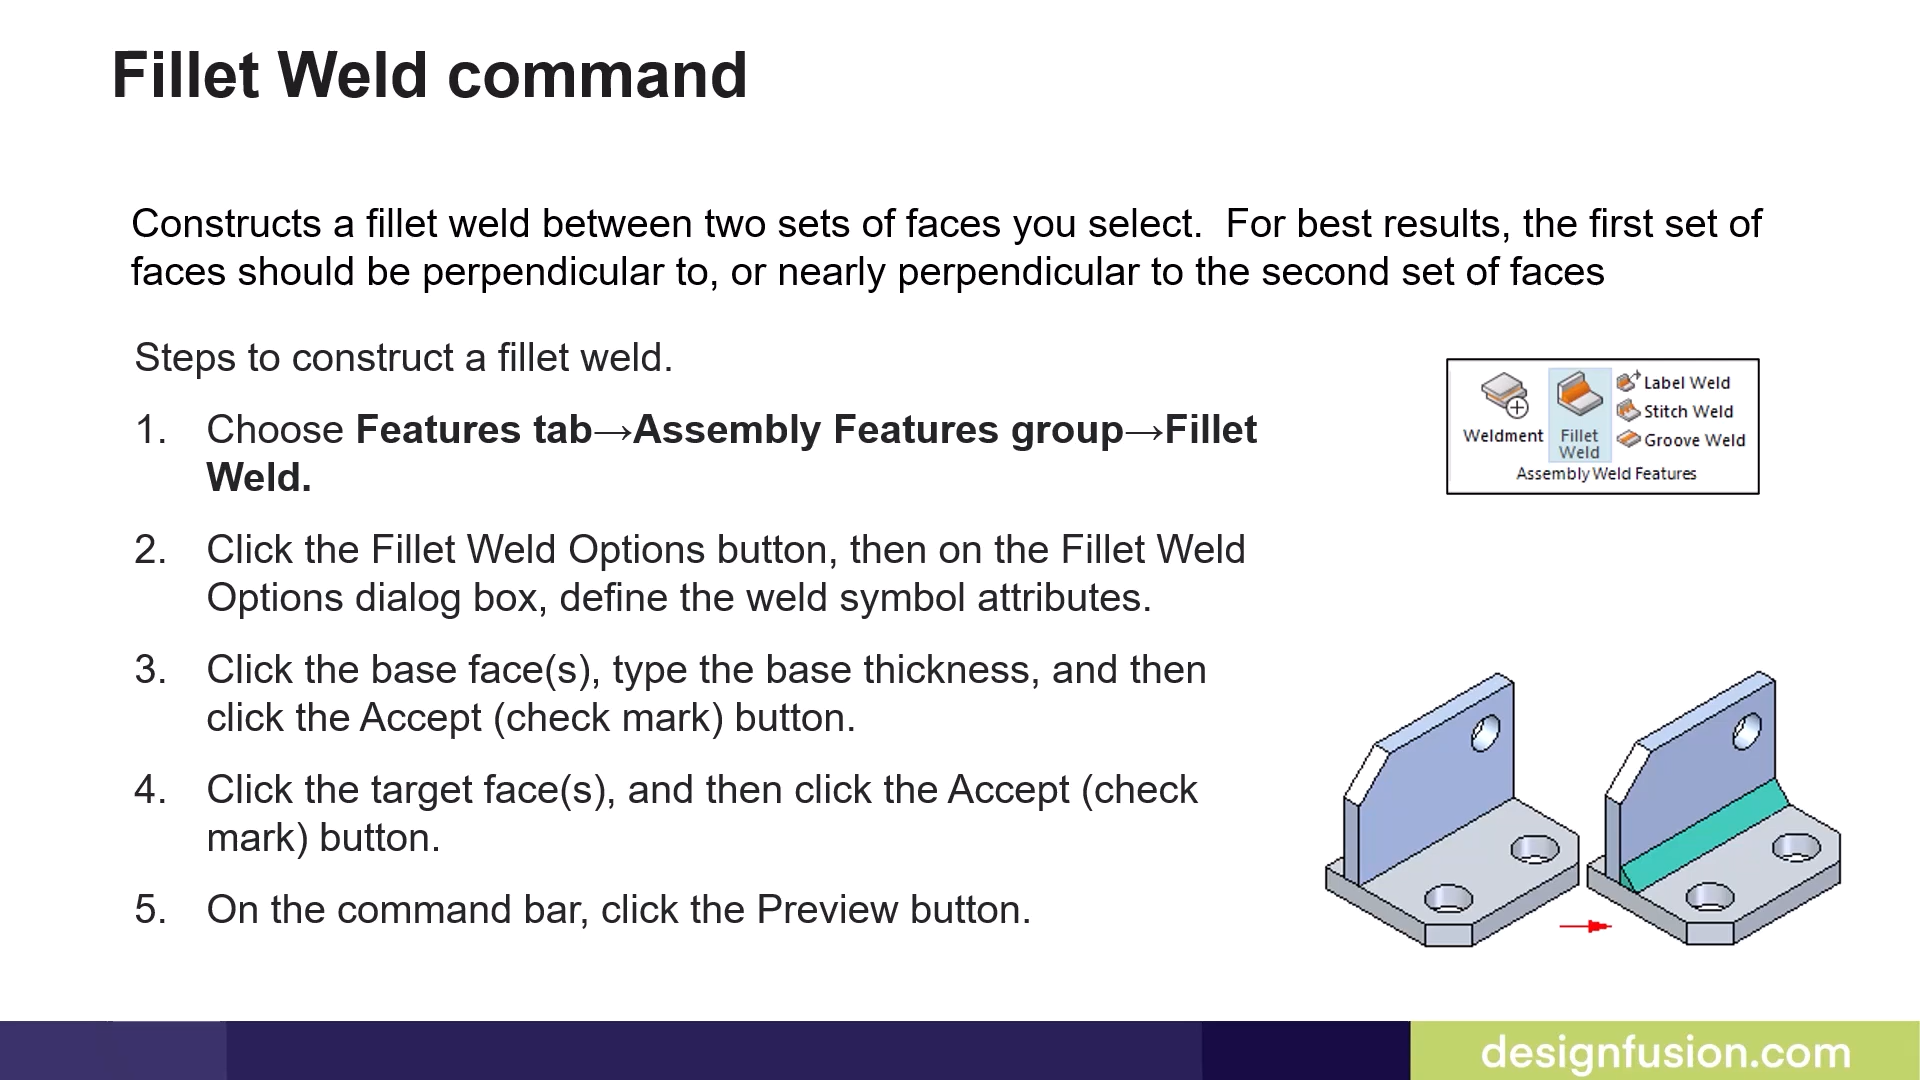 Fillet Weld command
Constructs a fillet weld between two sets of faces you select.  For best results, the first set of
faces should be perpendicular to, or nearly perpendicular to the second set of faces
Steps to construct a fillet weld.
1. Choose Features tab→Assembly Features group→Fillet
Weld.
2. Click the Fillet Weld Options button, then on the Fillet Weld
Options dialog box, define the weld symbol attributes.
3. Click the base face(s), type the base thickness, and then
click the Accept (check mark) button.
4. Click the target face(s), and then click the Accept (check
mark) button.
5. On the command bar, click the Preview button.
Weldment
Fillet
Weld
Label Weld
Stitch Weld
Groove Weld
Assembly Weld Features
designfusion.com